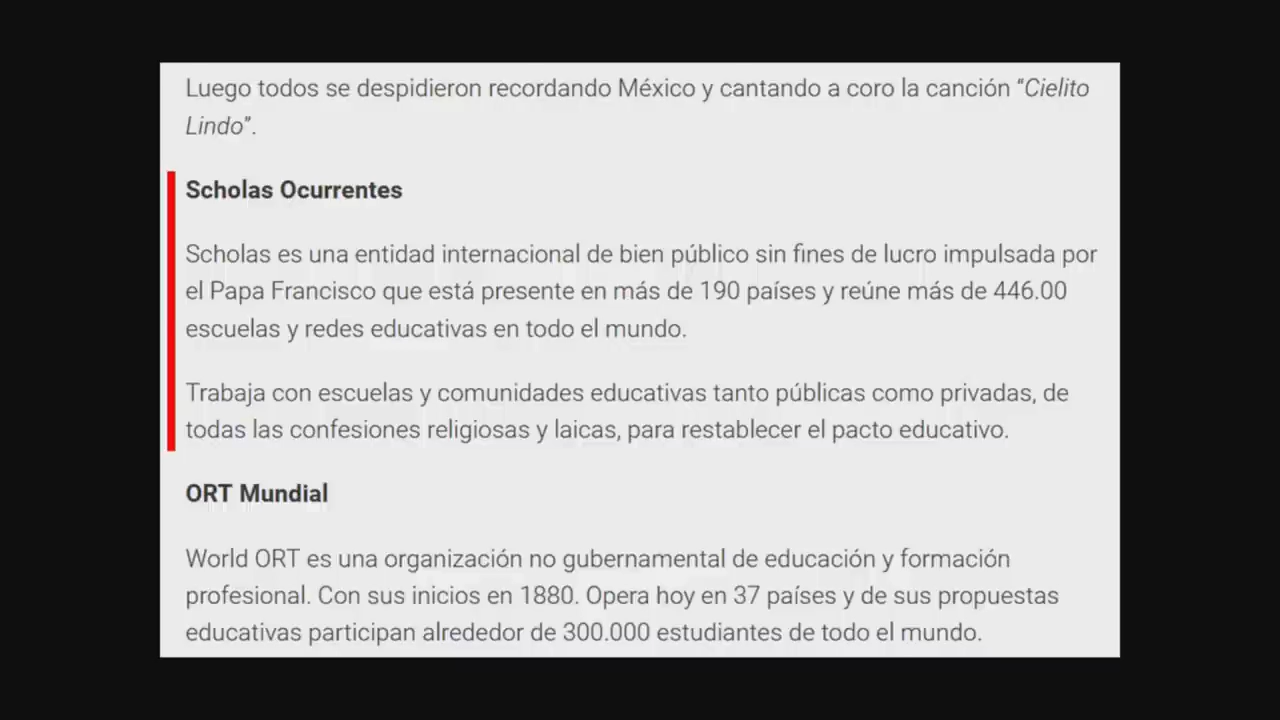 Luego todos se despidieron recordando México y cantando a coro la canción “Cielito
Lindo”.
Scholas Ocurrentes
Scholas es una entidad internacional de bien público sin fines de lucro impulsada por
el Papa Francisco que está presente en más de 190 países y reúne más de 446.00
escuelas y redes educativas en todo el mundo.
Trabaja con escuelas y comunidades educativas tanto públicas como privadas, de
todas las confesiones religiosas y laicas, para restablecer el pacto educativo.
ORT Mundial
World ORT es una organización no gubernamental de educación y formación
profesional. Con sus inicios en 1880. Opera hoy en 37 países y de sus propuestas
educativas participan alrededor de 300.000 estudiantes de todo el mundo.